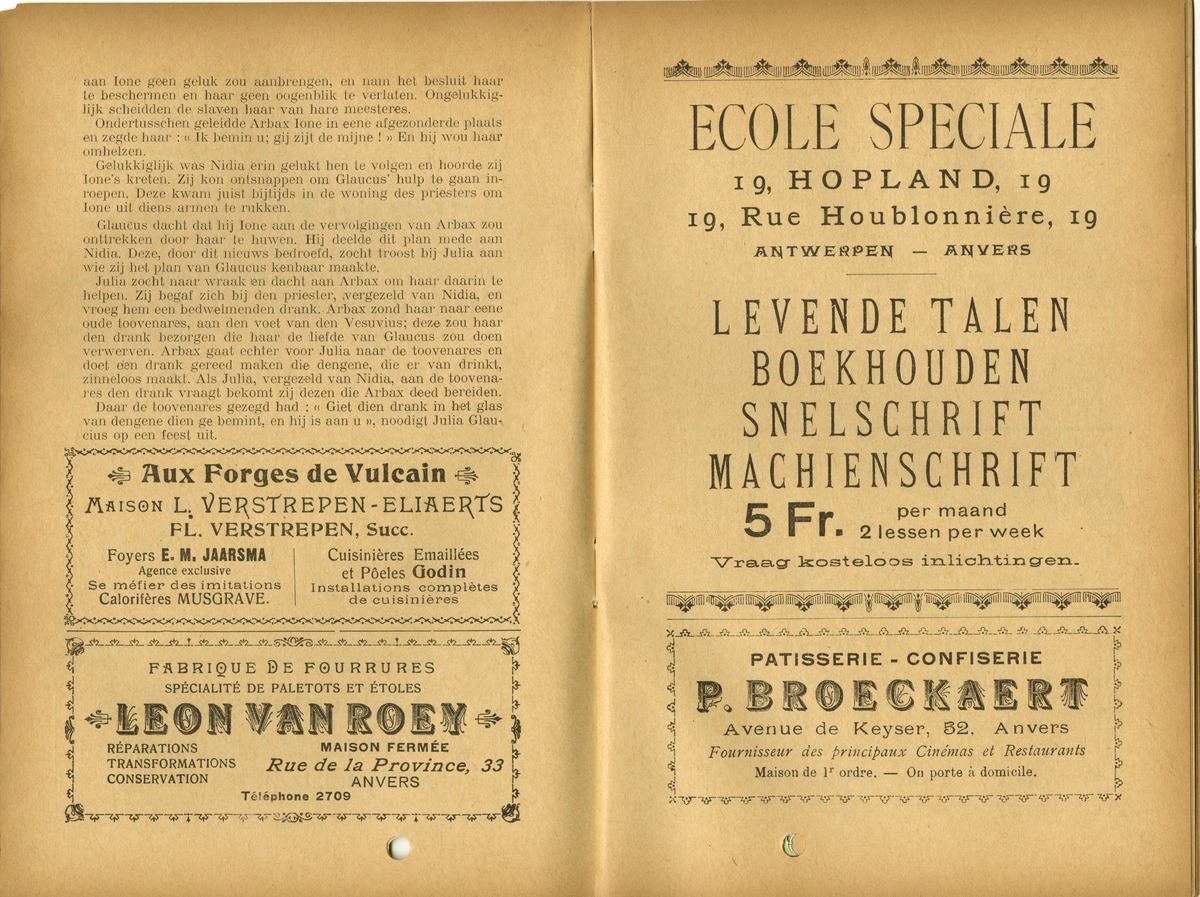 aan Ione geen geluk zou aanbrengen, en nam het besluit haar
te beschermen en haar geen oogenblik te verlaten. Ongelukkig-
lijk scheidden de slaven haar van hare meesteres.
Ondertusschen geleidde Arbax Ione in eene afgezonderde plaats
en zegde haar : « Ik bemin u; gij zijt de mijne ! » En hij wou haar
omhelzen.
Gelukkiglijk was Nidia erin gelukt hen te volgen en hoorde zij
Ione's kreten. Zij kon ontsnappen om Glaucus' hulp te gaan in-
roepen. Deze kwam juist bijtijds in de woning des priesters om
Ione uit diens armen te rukken.
Glaucus dacht dat hij Ione aan de vervolgingen van Arbax zou
onttrekken door haar te huwen. Hij deelde dit plan mede aan
Nidia. Deze, door dit nieuws bedroefd, zocht troost bij Julia aan
wie zij het plan van Glaucus kenbaar maakte.
Julia zocht naar wraak en dacht aan Arbax om haar daarin te
helpen. Zij begaf zich bij den priester, vergezeld van Nidia, en
vroeg hem een bedwelmenden drank. Arbax zond haar naar eene
oude toovenares, aan den voet van den Vesuvius; deze zou haar
den drank bezorgen die haar de liefde van Glaucus zou doen
verwerven. Arbax gaat echter voor Julia naar de toovenares en
doet den drank gereed maken die dengene, die er van drinkt,
zinneloos maakt. Als Julia, vergezeld van Nidia, aan de toovena-
res den drank vraagt bekomt zij dezen die Arbax deed bereiden.
Daar de toovenares gezegd had : « Giet dien drank in het glas
van dengene dien ge bemint, en hij is aan u », noodigt Julia Glau-
cius op een feest uit.
Aux Forges de Vulcain
MAISON L. VERSTREPEN-ELIAERTS
FL. VERSTREPEN, Succ.
Foyers E. M. JAARSMA
Agence exclusive
Se méfier des imitations
Calorifères MUSGRAVE.
Cuisinières Emaillées
et Pôeles Godin
Installations complètes
de cuisinières
FABRIQUE DE FOURRURES
SPÉCIALITÉ DE PALETOTS ET ÉTOLES
LEON VAN ROEY
RÉPARATIONS
TRANSFORMATIONS
CONSERVATION
MAISON FERMÉE
Rue de la Province, 33
ANVERS
Téléphone 2709
ECOLE SPECIALE
19, HOPLAND, 19
19, Rue Houblonnière, 19
ANTWERPEN — ANVERS
LEVENDE TALEN
BOEKHOUDEN
SNELSCHRIFT
MACHIENSCHRIFT
5 Fr. per maand
2 lessen per week
Vraag kosteloos inlichtingen.
PATISSERIE - CONFISERIE
P. BROECKAERT
Avenue de Keyser, 52, Anvers
Fournisseur des principaux Cinémas et Restaurants
Maison de 1r ordre. — On porte à domicile.